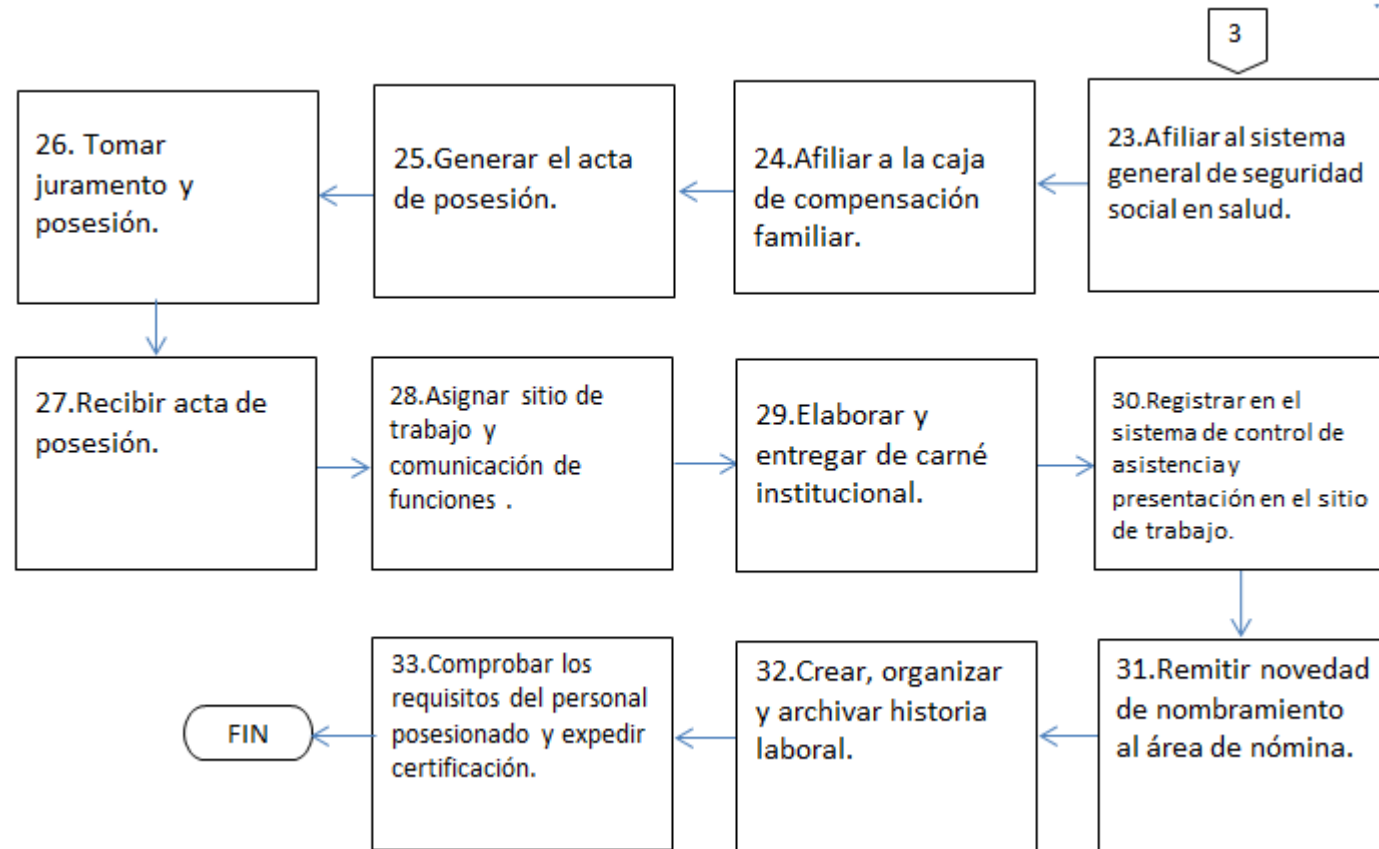 3
23.Afiliar al sistema
general de seguridad
social en salud.
24.Afiliar a la caja
de compensación
familiar.
25.Generar el acta
de posesión.
26. Tomar
juramento y
posesión.
27.Recibir acta de
posesión.
28.Asignar sitio de
trabajo y
comunicación de
funciones .
29.Elaborar y
entregar de carné
institucional.
30.Registrar en el
sistema de control de
asistencia y
presentación en el sitio
de trabajo.
31.Remitir novedad
de nombramiento
al área de nómina.
32.Crear, organizar
y archivar historia
laboral.
33.Comprobar los
requisitos del personal
posesionado y expedir
certificación.
FIN